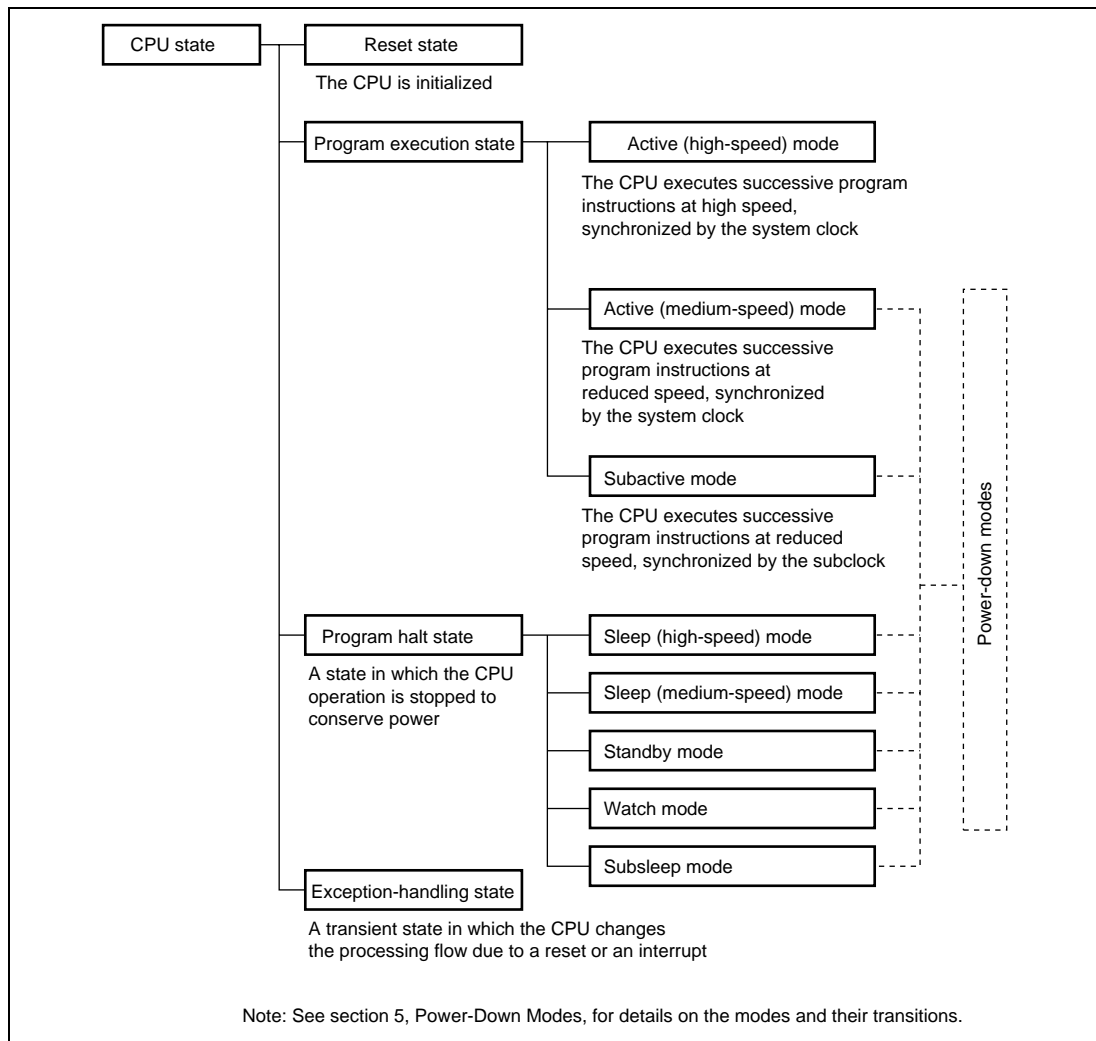 CPU state
Reset state
The CPU is initialized
Program execution state
Active (high-speed) mode
The CPU executes successive program
instructions at high speed,
synchronized by the system clock
Active (medium-speed) mode
The CPU executes successive
program instructions at
reduced speed, synchronized
by the system clock
Subactive mode
The CPU executes successive
program instructions at reduced
speed, synchronized by the subclock
Power-down modes
Program halt state
A state in which the CPU
operation is stopped to
conserve power
Sleep (high-speed) mode
Sleep (medium-speed) mode
Standby mode
Watch mode
Subsleep mode
Exception-handling state
A transient state in which the CPU changes
the processing flow due to a reset or an interrupt
Note: See section 5, Power-Down Modes, for details on the modes and their transitions.